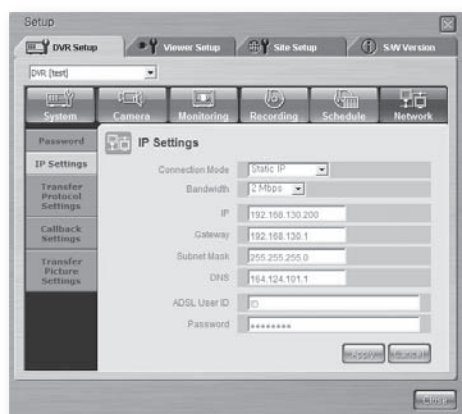 Setup
DVR Setup
Viewer Setup
Site Setup
S/W Version
DVR [test]
System
Camera
Monitoring
Recording
Schedule
Network
Password
IP Settings
Transfer
Protocol
Settings
Callback
Settings
Transfer
Picture
Settings
IP Settings
Connection Mode
Static IP
Bandwidth
2 Mbps
IP
192.168.130.200
Gateway
192.168.130.1
Subnet Mask
255.255.255.0
DNS
164.124.101.1
ADSL User ID
ID
Password
********
Apply
Cancel
Close